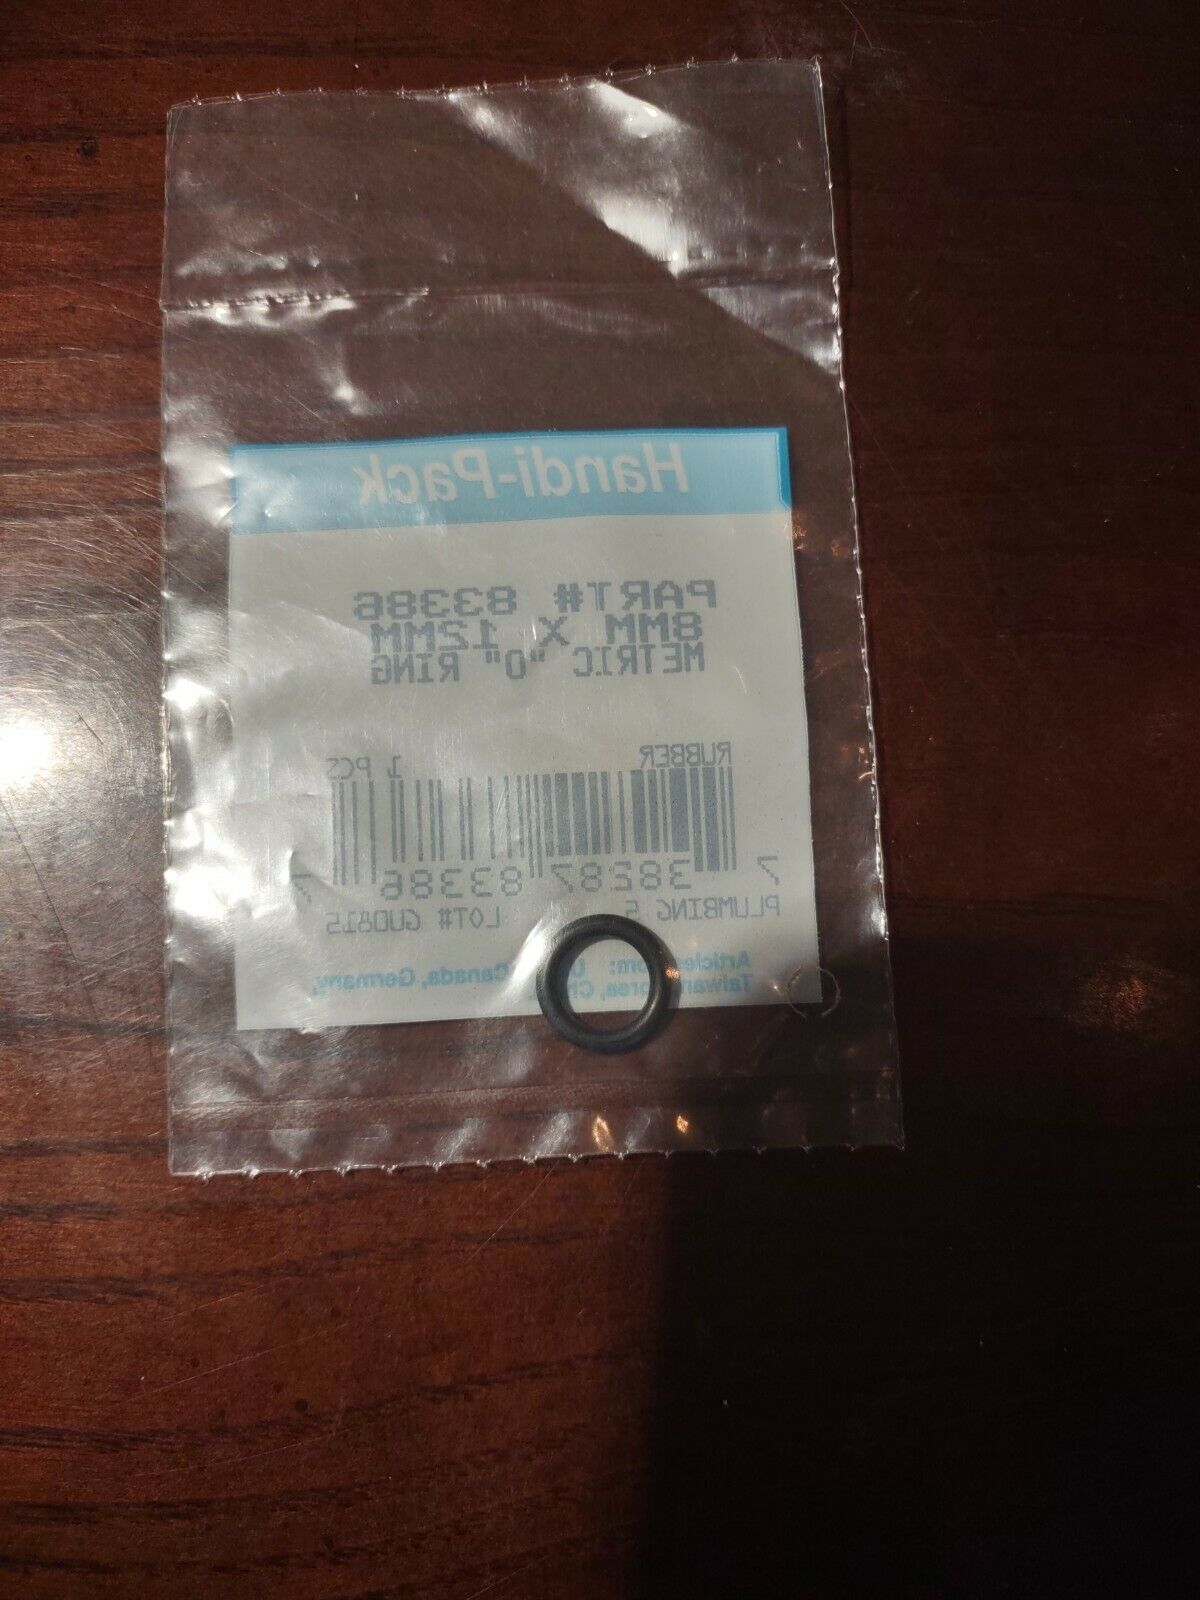 Handi-Pack
PART# 83386
8MM X 12MM
METRIC "O" RING
RUBBER 1 PCS
7 38287 83386 7
PLUMBING 5 LOT# GU0815
Canada, Germany,
Taiwan